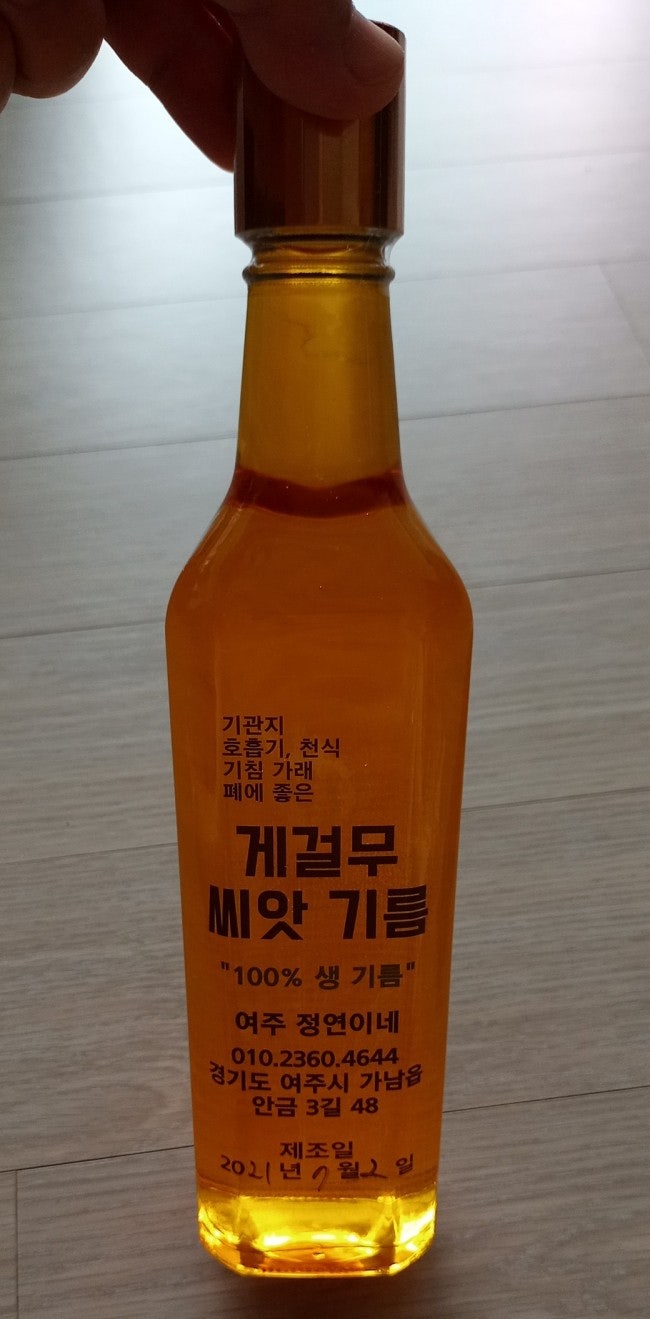 기관지
호흡기, 천식
기침 가래
폐에 좋은
게걸무
씨앗 기름
"100% 생 기름"
여주 정연이네
010.2360.4644
경기도 여주시 가남읍
안금 3길 48
제조일
2021년 7월 2일